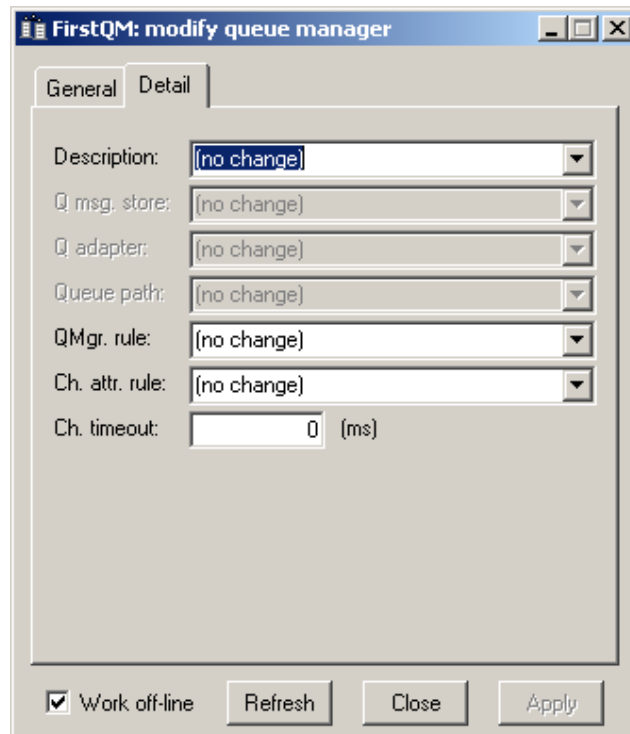 FirstQM: modify queue manager
General Detail
Description: (no change)
Q msg. store: (no change)
Q adapter: (no change)
Queue path: (no change)
QMgr. rule: (no change)
Ch. attr. rule: (no change)
Ch. timeout: 0 (ms)
Work off-line Refresh Close Apply